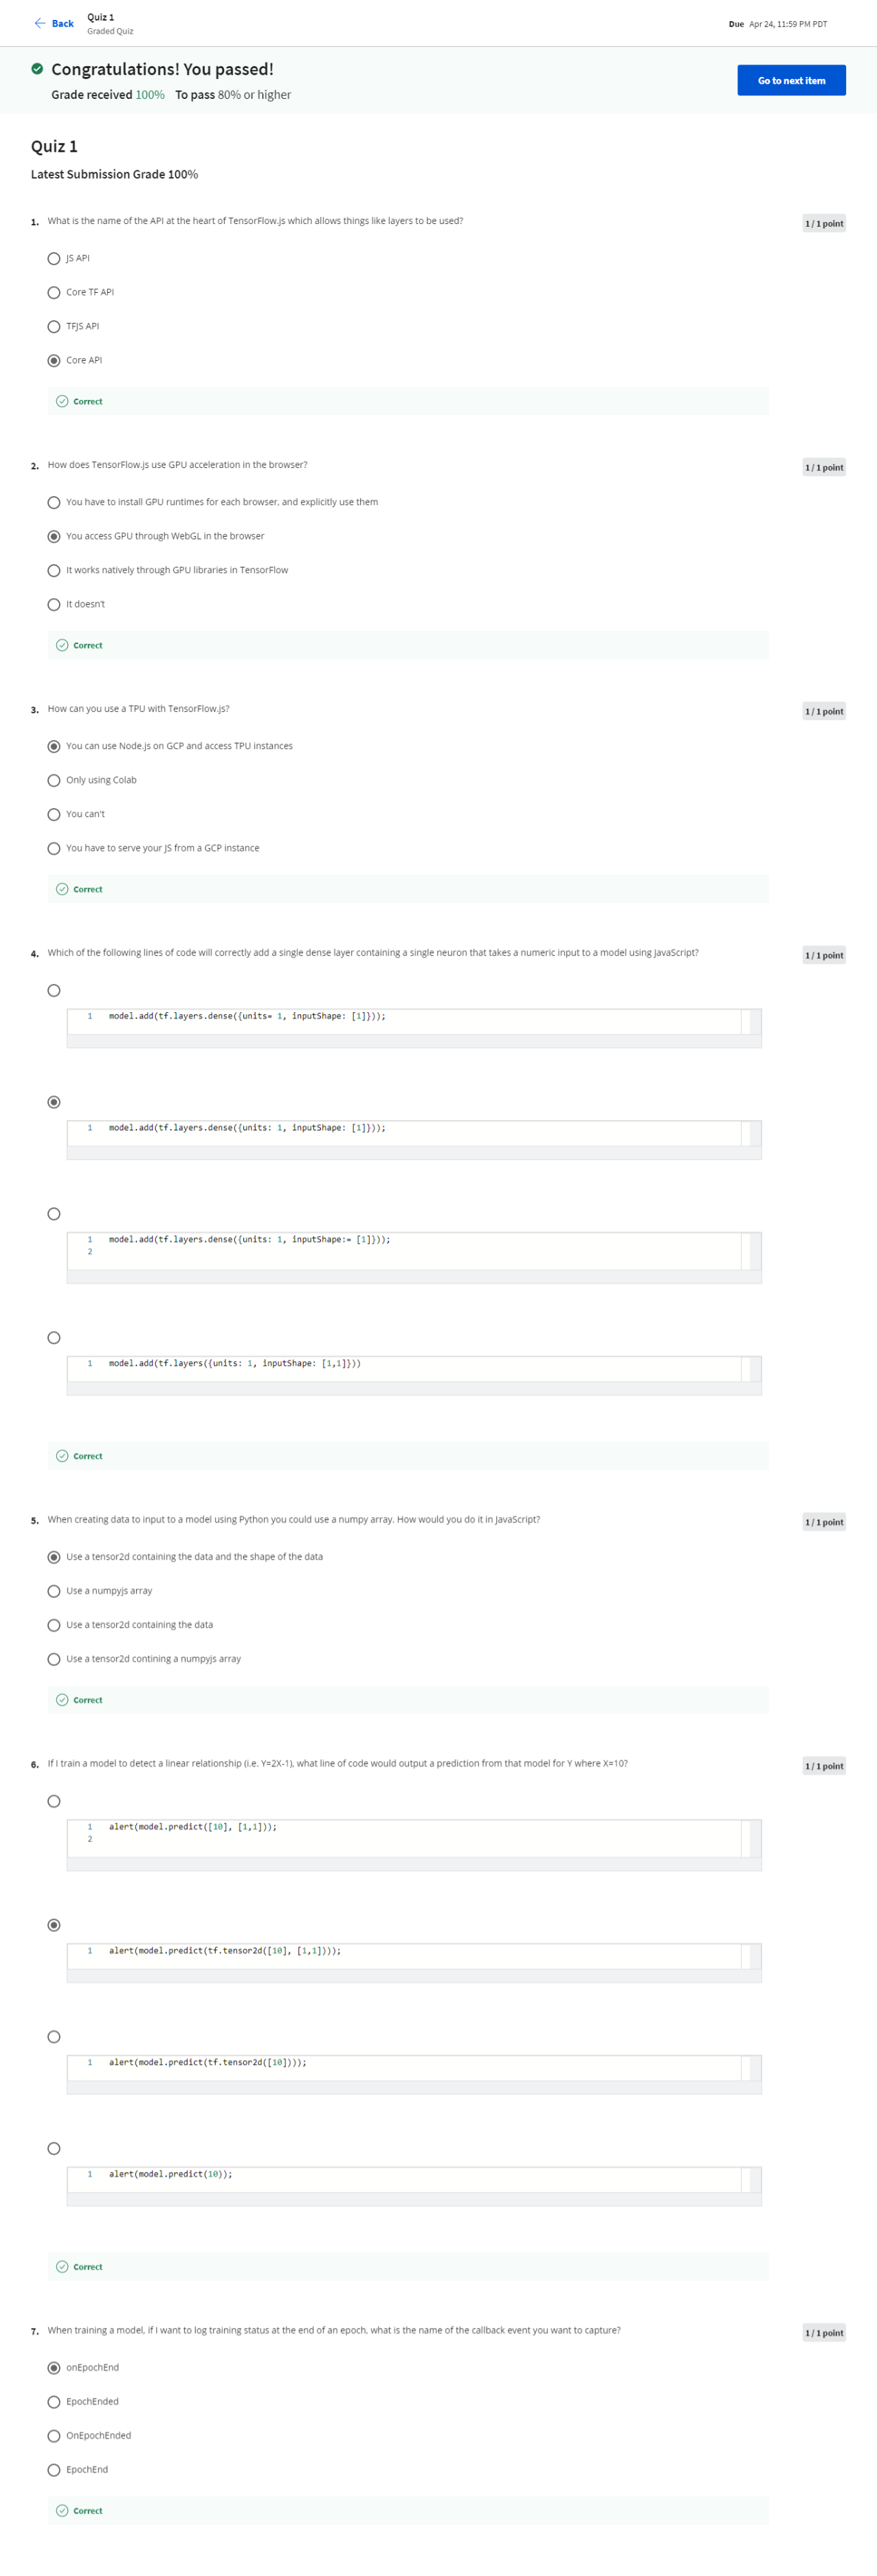 Back
Quiz 1
Graded Quiz
Due Apr 24, 11:59 PM PDT
Congratulations! You passed!
Grade received 100% To pass 80% or higher
Go to next item
Quiz 1
Latest Submission Grade 100%
1. What is the name of the API at the heart of TensorFlow.js which allows things like layers to be used?
1 / 1 point
JS API
Core TF API
TFJS API
Core API
Correct
2. How does TensorFlow.js use GPU acceleration in the browser?
1 / 1 point
You have to install GPU runtimes for each browser, and explicitly use them
You access GPU through WebGL in the browser
It works natively through GPU libraries in TensorFlow
It doesn't
Correct
3. How can you use a TPU with TensorFlow.js?
1 / 1 point
You can use Node.js on GCP and access TPU instances
Only using Colab
You can't
You have to serve your JS from a GCP instance
Correct
4. Which of the following lines of code will correctly add a single dense layer containing a single neuron that takes a numeric input to a model using JavaScript?
1 / 1 point
1 model.add(tf.layers.dense({units= 1, inputShape: [1]}));
1 model.add(tf.layers.dense({units: 1, inputShape: [1]}));
1 model.add(tf.layers.dense({units: 1, inputShape:= [1]}));
2
1 model.add(tf.layers({units: 1, inputShape: [1,1]}))
Correct
5. When creating data to input to a model using Python you could use a numpy array. How would you do it in JavaScript?
1 / 1 point
Use a tensor2d containing the data and the shape of the data
Use a numpyjs array
Use a tensor2d containing the data
Use a tensor2d contining a numpyjs array
Correct
6. If I train a model to detect a linear relationship (i.e. Y=2X-1), what line of code would output a prediction from that model for Y where X=10?
1 / 1 point
1 alert(model.predict([10], [1,1]));
2
1 alert(model.predict(tf.tensor2d([10], [1,1])));
1 alert(model.predict(tf.tensor2d([10])));
1 alert(model.predict(10));
Correct
7. When training a model, if I want to log training status at the end of an epoch, what is the name of the callback event you want to capture?
1 / 1 point
onEpochEnd
EpochEnded
OnEpochEnded
EpochEnd
Correct